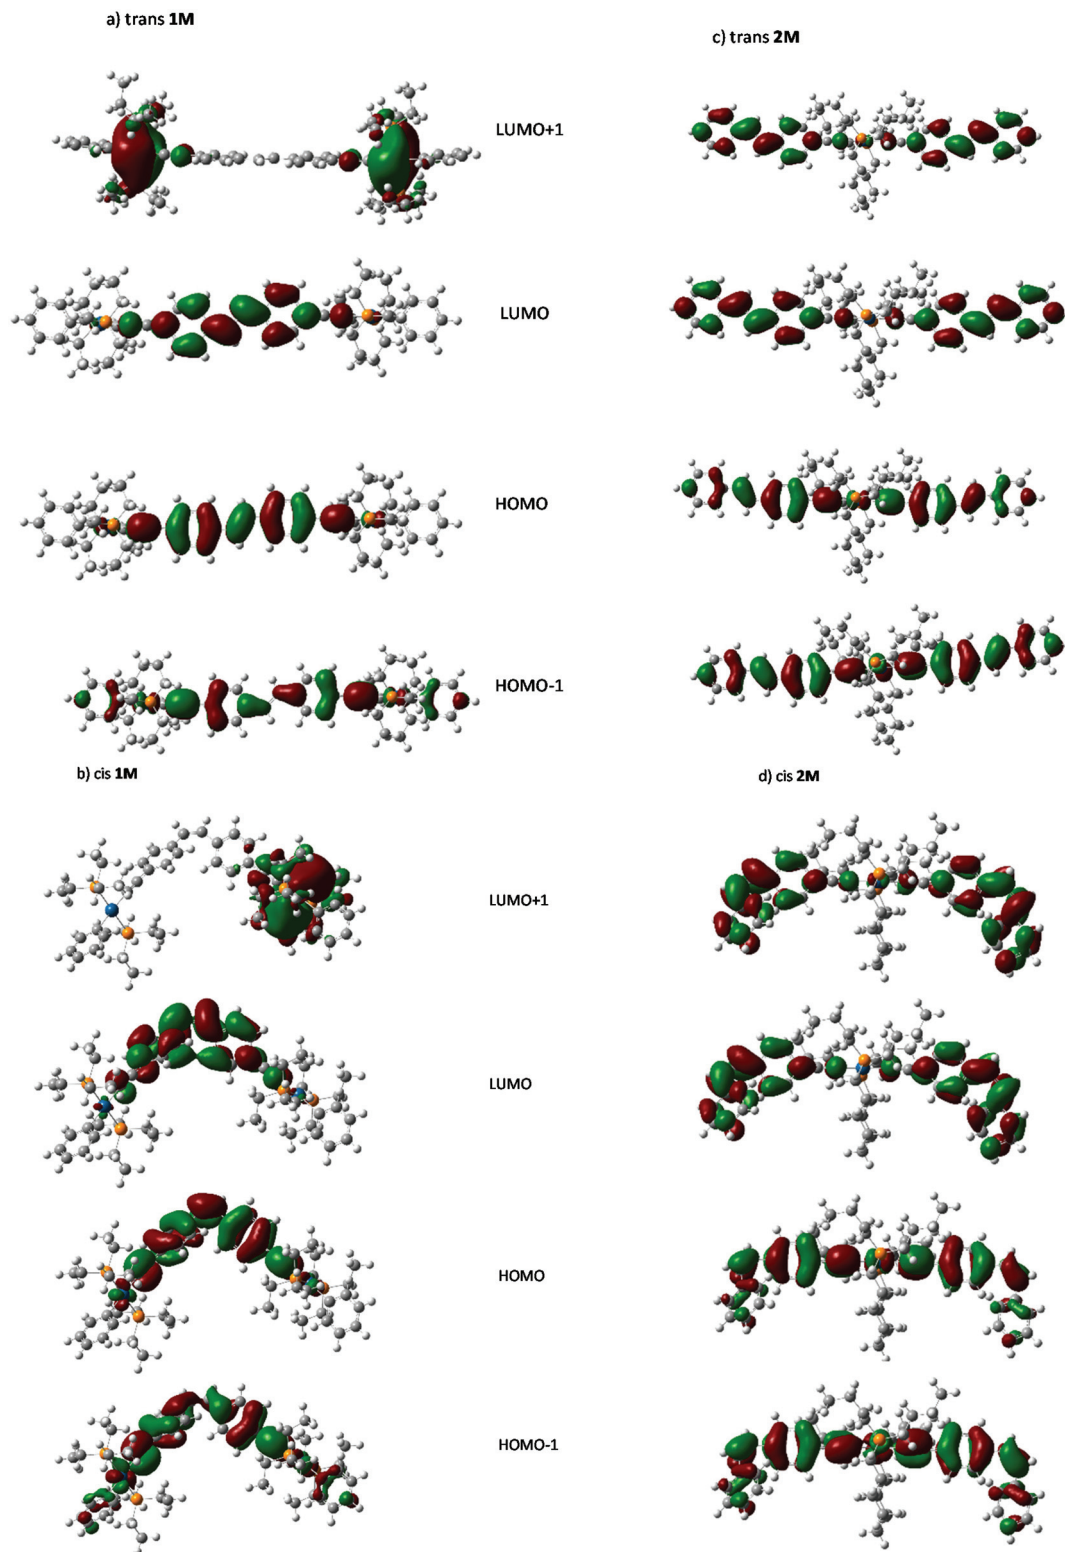 a) trans 1M
LUMO+1
LUMO
HOMO
HOMO-1
b) cis 1M
LUMO+1
LUMO
HOMO
HOMO-1
c) trans 2M
d) cis 2M